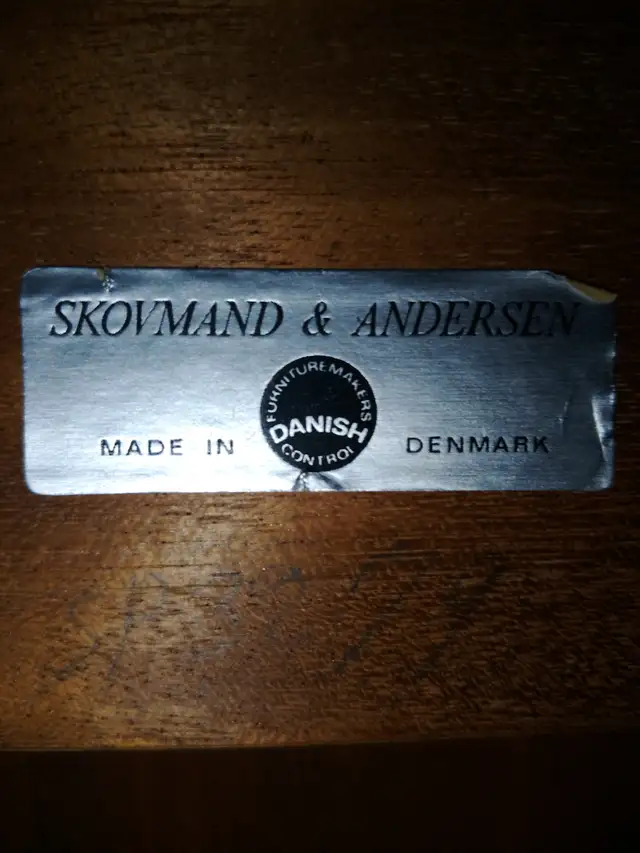 SKOVMAND & ANDERSEN
FURNITUREMAKERS
DANISH
CONTROL
MADE IN DENMARK